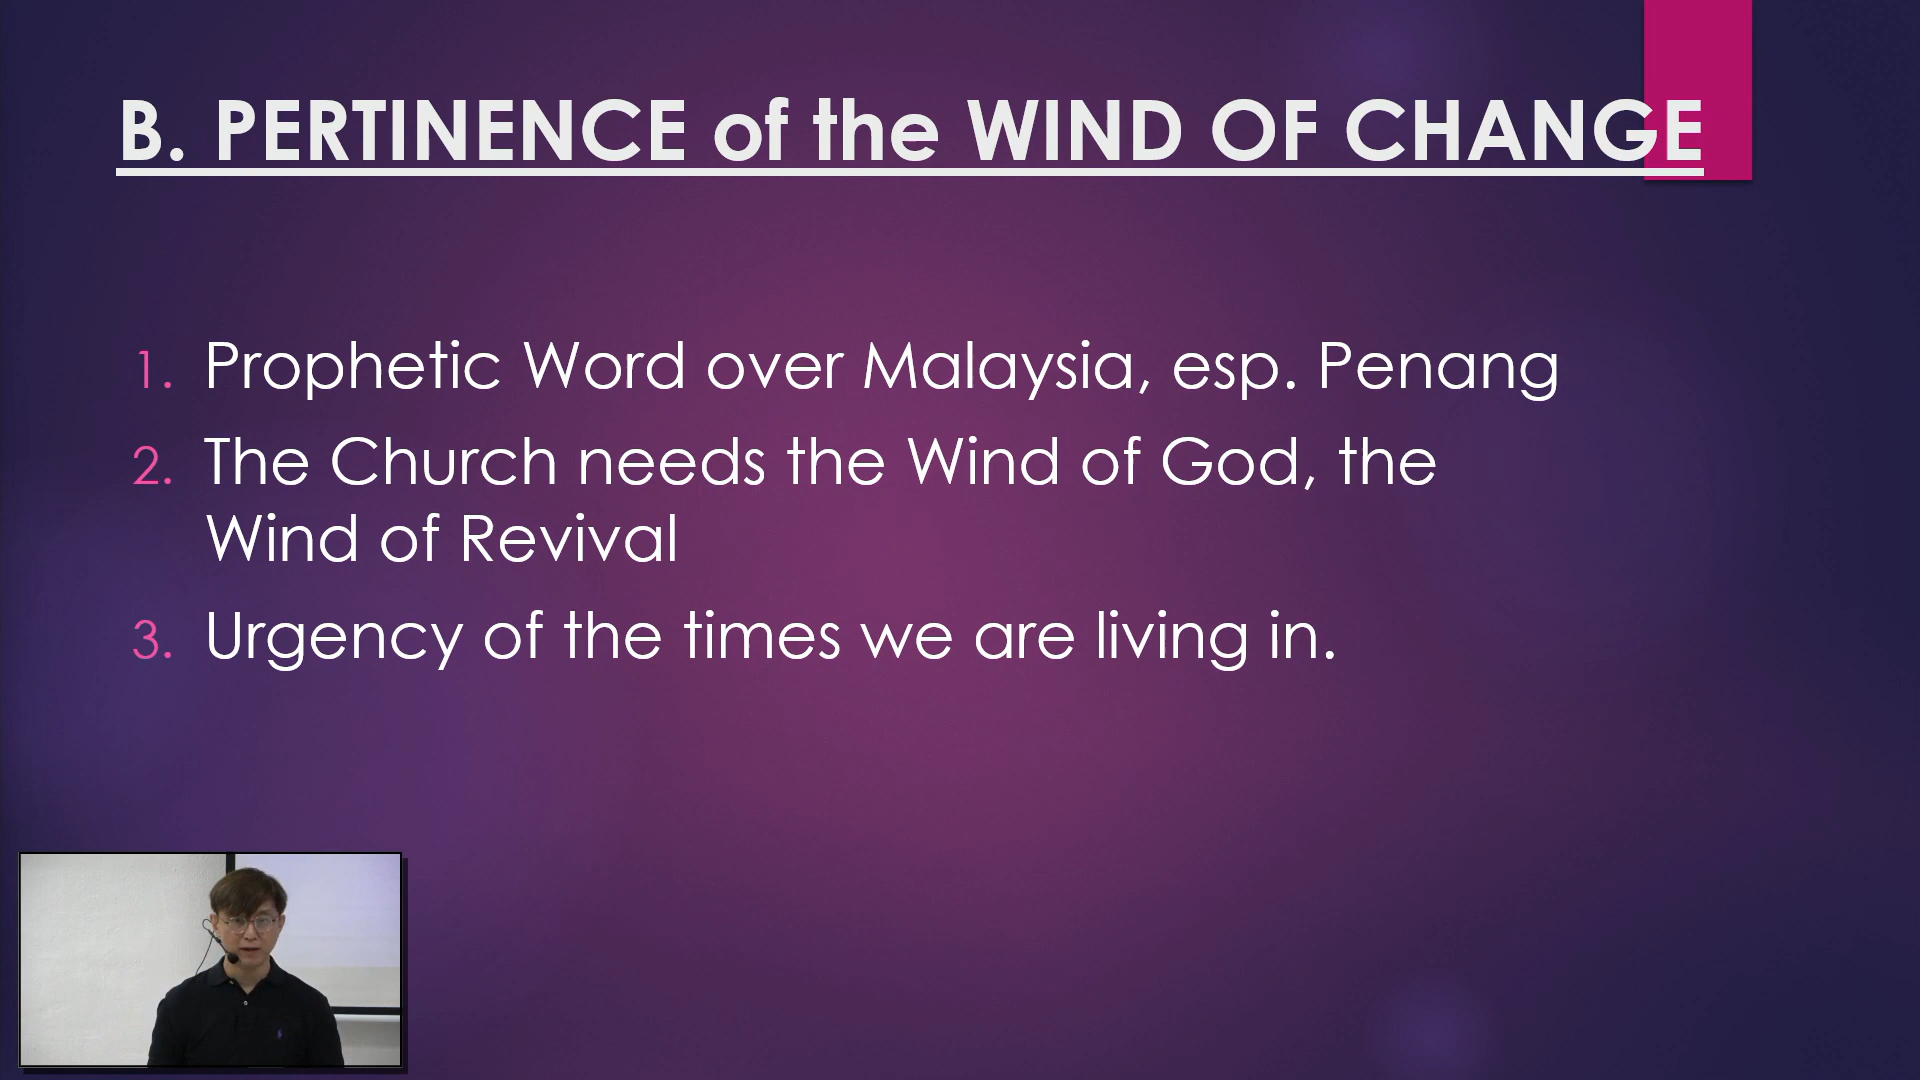 B. PERTINENCE of the WIND OF CHANGE
1. Prophetic Word over Malaysia, esp. Penang
2. The Church needs the Wind of God, the
Wind of Revival
3. Urgency of the times we are living in.